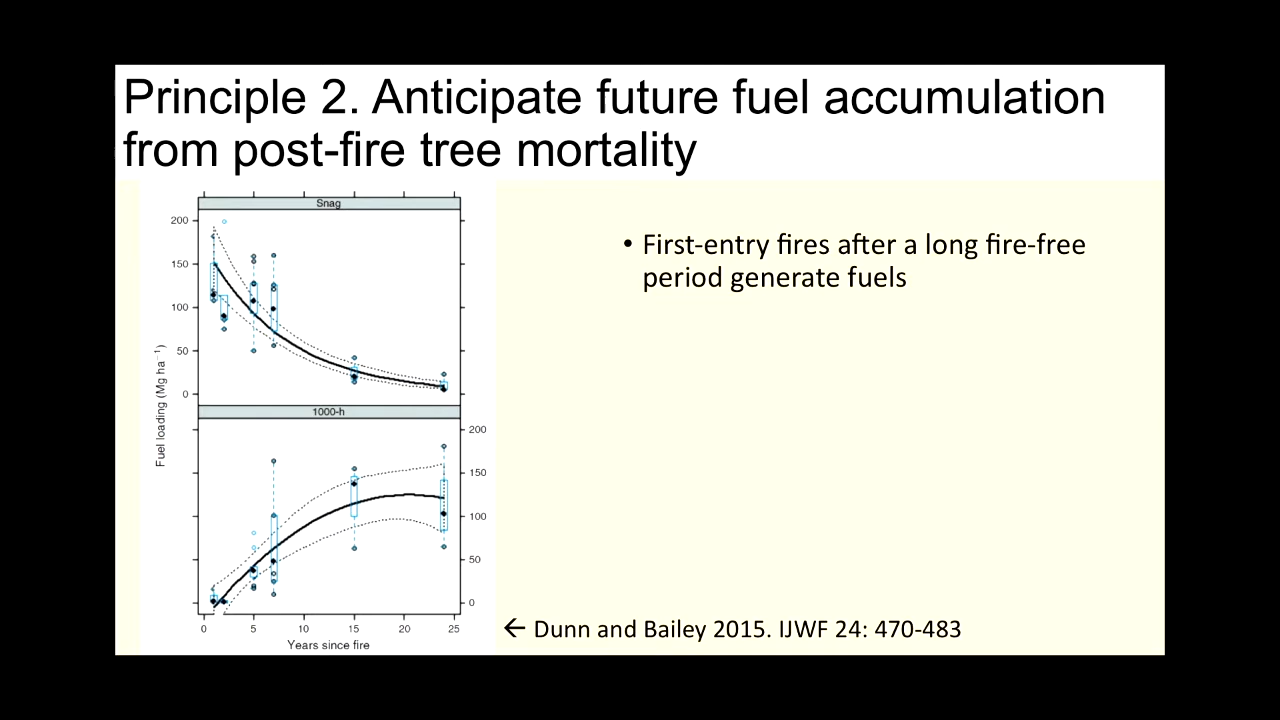 Principle 2. Anticipate future fuel accumulation
from post-fire tree mortality
Snag
200
150
100
50
0
1000-h
200
150
100
50
0
Fuel loading (Mg ha⁻¹)
0 5 10 15 20 25
Years since fire
• First-entry fires after a long fire-free
period generate fuels
← Dunn and Bailey 2015. IJWF 24: 470-483